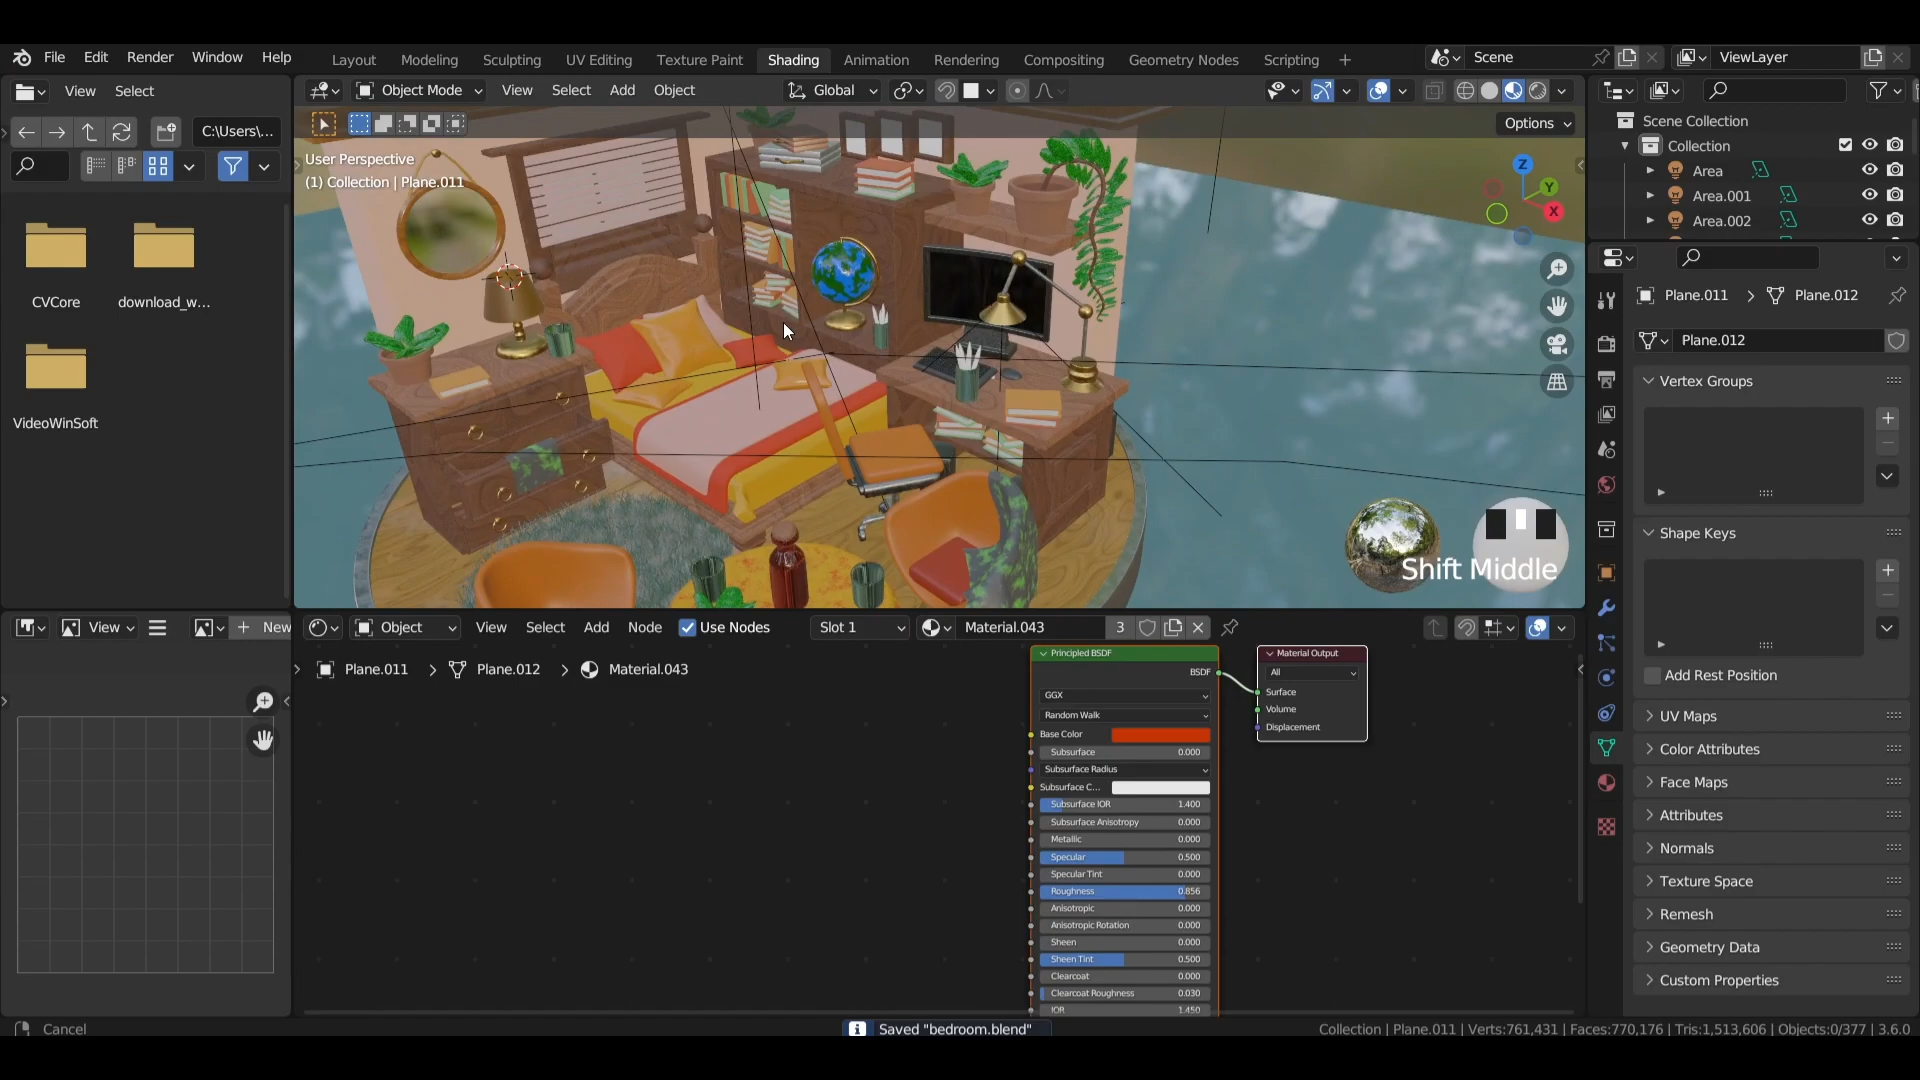 File Edit Render Window Help
Layout Modeling Sculpting UV Editing Texture Paint Shading Animation Rendering Compositing Geometry Nodes Scripting +
Scene
ViewLayer
View Select
Object Mode View Select Add Object
Global
C:\Users\...
Options
User Perspective
(1) Collection | Plane.011
Z
Y
X
Scene Collection
Collection
Area
Area.001
Area.002
CVCore
download_w...
VideoWinSoft
Plane.011 Plane.012
Plane.012
Vertex Groups
Shape Keys
Add Rest Position
UV Maps
Color Attributes
Face Maps
Attributes
Normals
Texture Space
Remesh
Geometry Data
Custom Properties
Shift Middle
View
New
Object View Select Add Node Use Nodes Slot 1 Material.043 3
Plane.011 Plane.012 Material.043
Principled BSDF
BSDF
GGX
Random Walk
Base Color
Subsurface 0.000
Subsurface Radius
Subsurface C...
Subsurface IOR 1.400
Subsurface Anisotropy 0.000
Metallic 0.000
Specular 0.500
Specular Tint 0.000
Roughness 0.856
Anisotropic 0.000
Anisotropic Rotation 0.000
Sheen 0.000
Sheen Tint 0.500
Clearcoat 0.000
Clearcoat Roughness 0.030
IOR 1.450
Material Output
All
Surface
Volume
Displacement
Cancel
Saved "bedroom.blend"
Collection | Plane.011 | Verts:761,431 | Faces:770,176 | Tris:1,513,606 | Objects:0/377 | 3.6.0